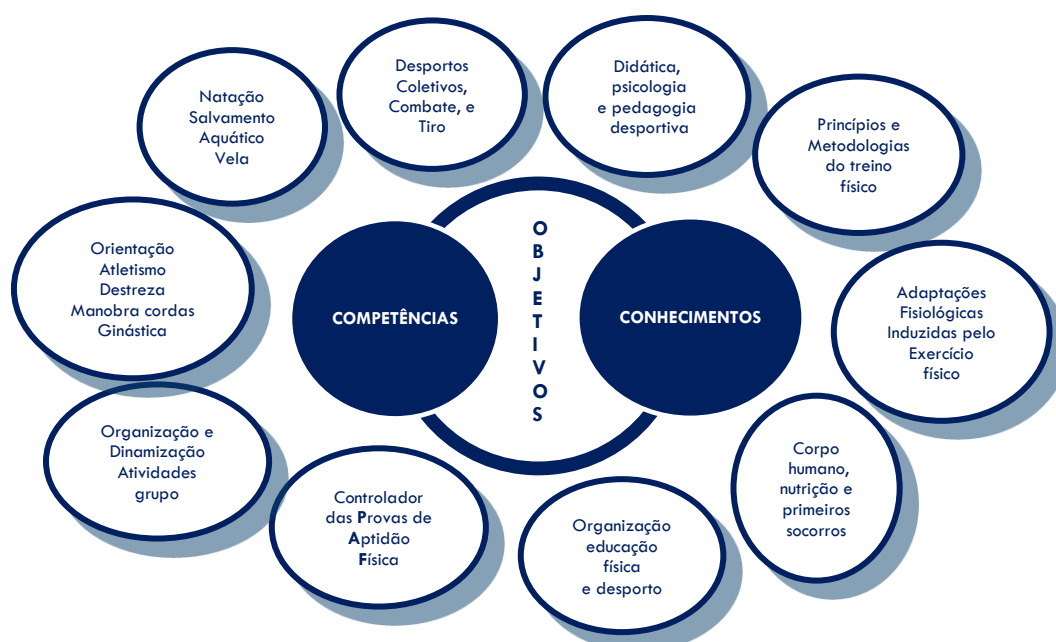 Desportos
Coletivos,
Combate, e
Tiro
Didática,
psicologia
e pedagogia
desportiva
Natação
Salvamento
Aquático
Vela
Princípios e
Metodologias
do treino
físico
Orientação
Atletismo
Destreza
Manobra cordas
Ginástica
COMPETÊNCIAS
OBJETIVOS
CONHECIMENTOS
Adaptações
Fisiológicas
Induzidas pelo
Exercício
físico
Organização e
Dinamização
Atividades
grupo
Controlador
das Provas de
Aptidão
Física
Organização
educação
física
e desporto
Corpo
humano,
nutrição e
primeiros
socorros